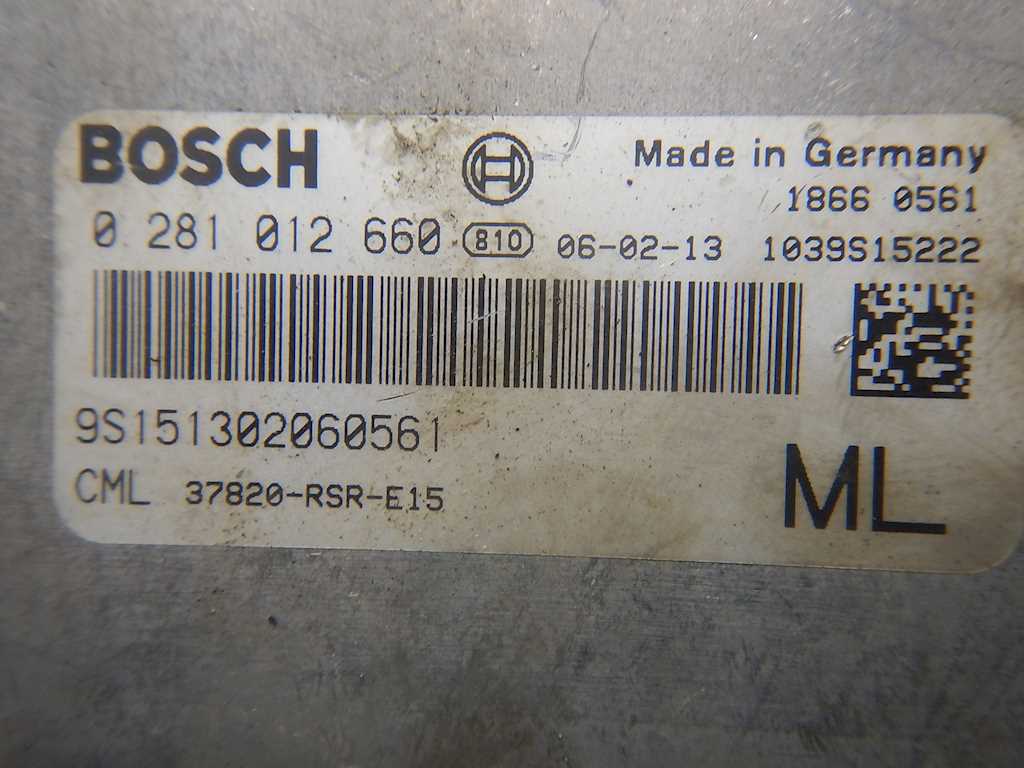 BOSCH
Made in Germany
1866 0561
0 281 012 660 810 06-02-13 1039S15222
9S151302060561
CML 37820-RSR-E15
ML